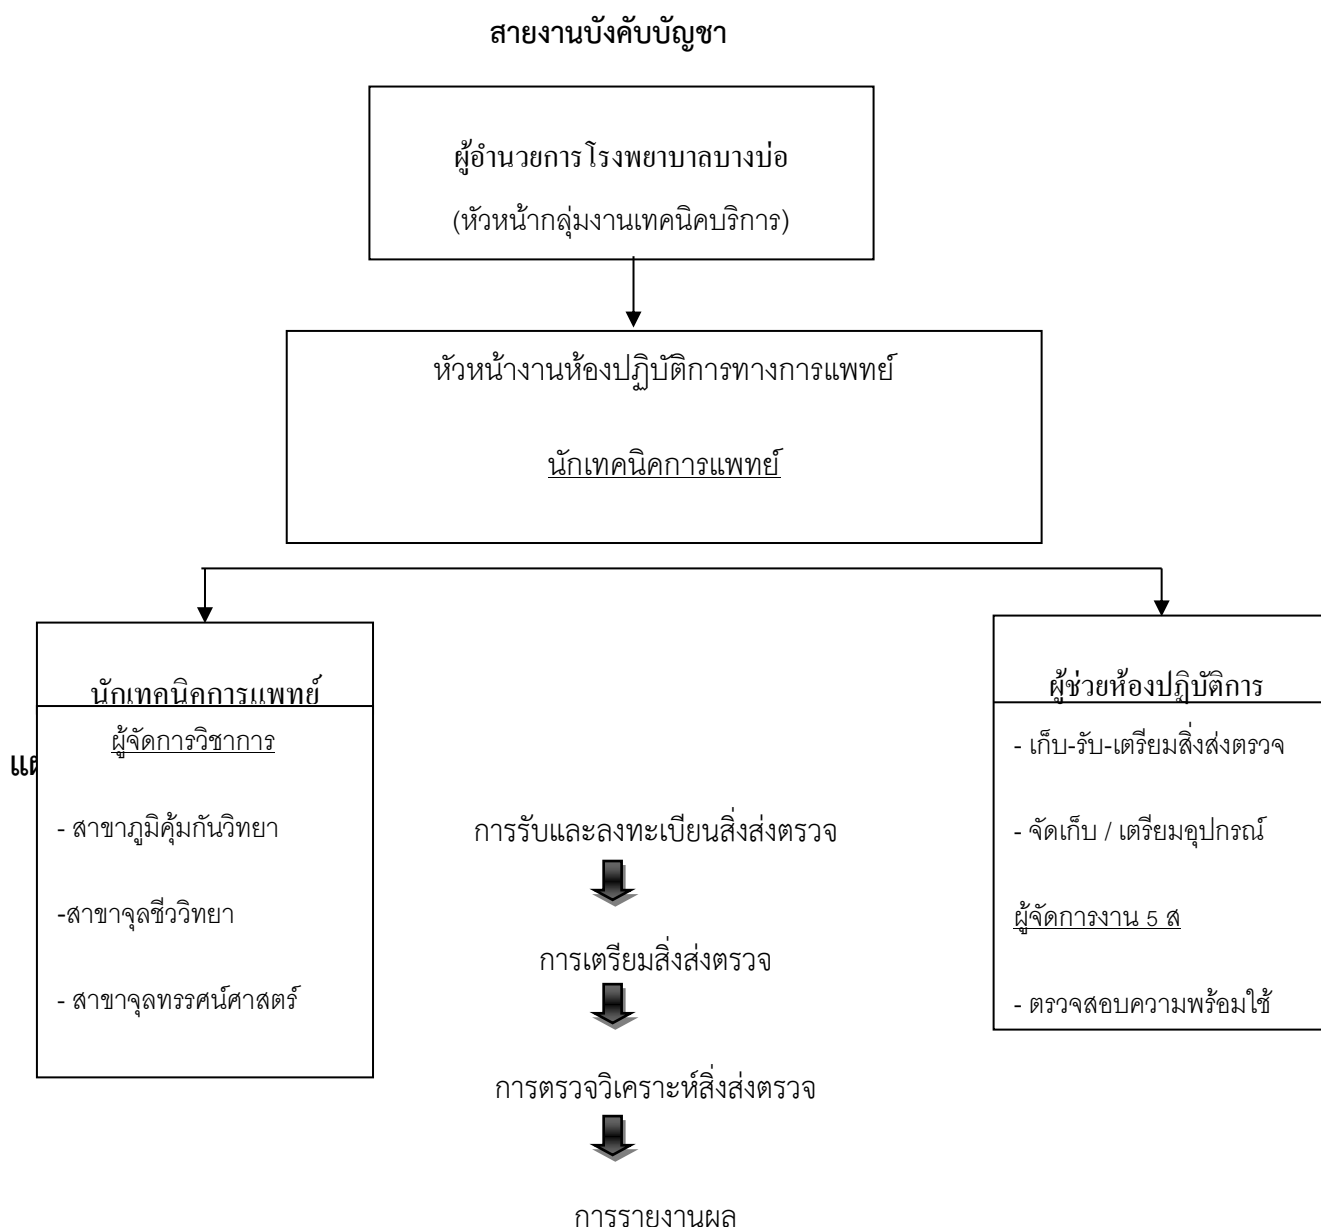 สายงานบังคับบัญชา
ผู้อำนวยการโรงพยาบาลบางบ่อ
(หัวหน้ากลุ่มงานเทคนิคบริการ)
หัวหน้างานห้องปฏิบัติการทางการแพทย์
นักเทคนิคการแพทย์
นักเทคนิคการแพทย์
ผู้จัดการวิชาการ
- สาขาภูมิคุ้มกันวิทยา
-สาขาจุลชีววิทยา
- สาขาจุลทรรศน์ศาสตร์
ผู้ช่วยห้องปฏิบัติการ
- เก็บ-รับ-เตรียมสิ่งส่งตรวจ
- จัดเก็บ / เตรียมอุปกรณ์
ผู้จัดการงาน 5 ส
- ตรวจสอบความพร้อมใช้
การรับและลงทะเบียนสิ่งส่งตรวจ
การเตรียมสิ่งส่งตรวจ
การตรวจวิเคราะห์สิ่งส่งตรวจ
การรายงานผล